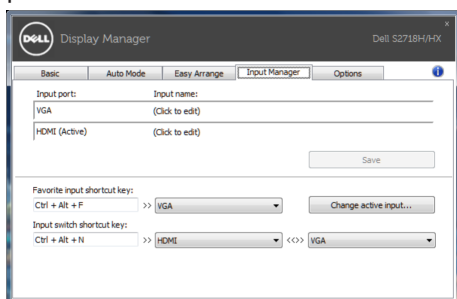 DELL Display Manager Dell S2718H/HX
Basic Auto Mode Easy Arrange Input Manager Options
Input port: Input name:
VGA (Click to edit)
HDMI (Active) (Click to edit)
Save
Favorite input shortcut key:
Ctrl + Alt + F >> VGA Change active input...
Input switch shortcut key:
Ctrl + Alt + N >> HDMI <<>> VGA